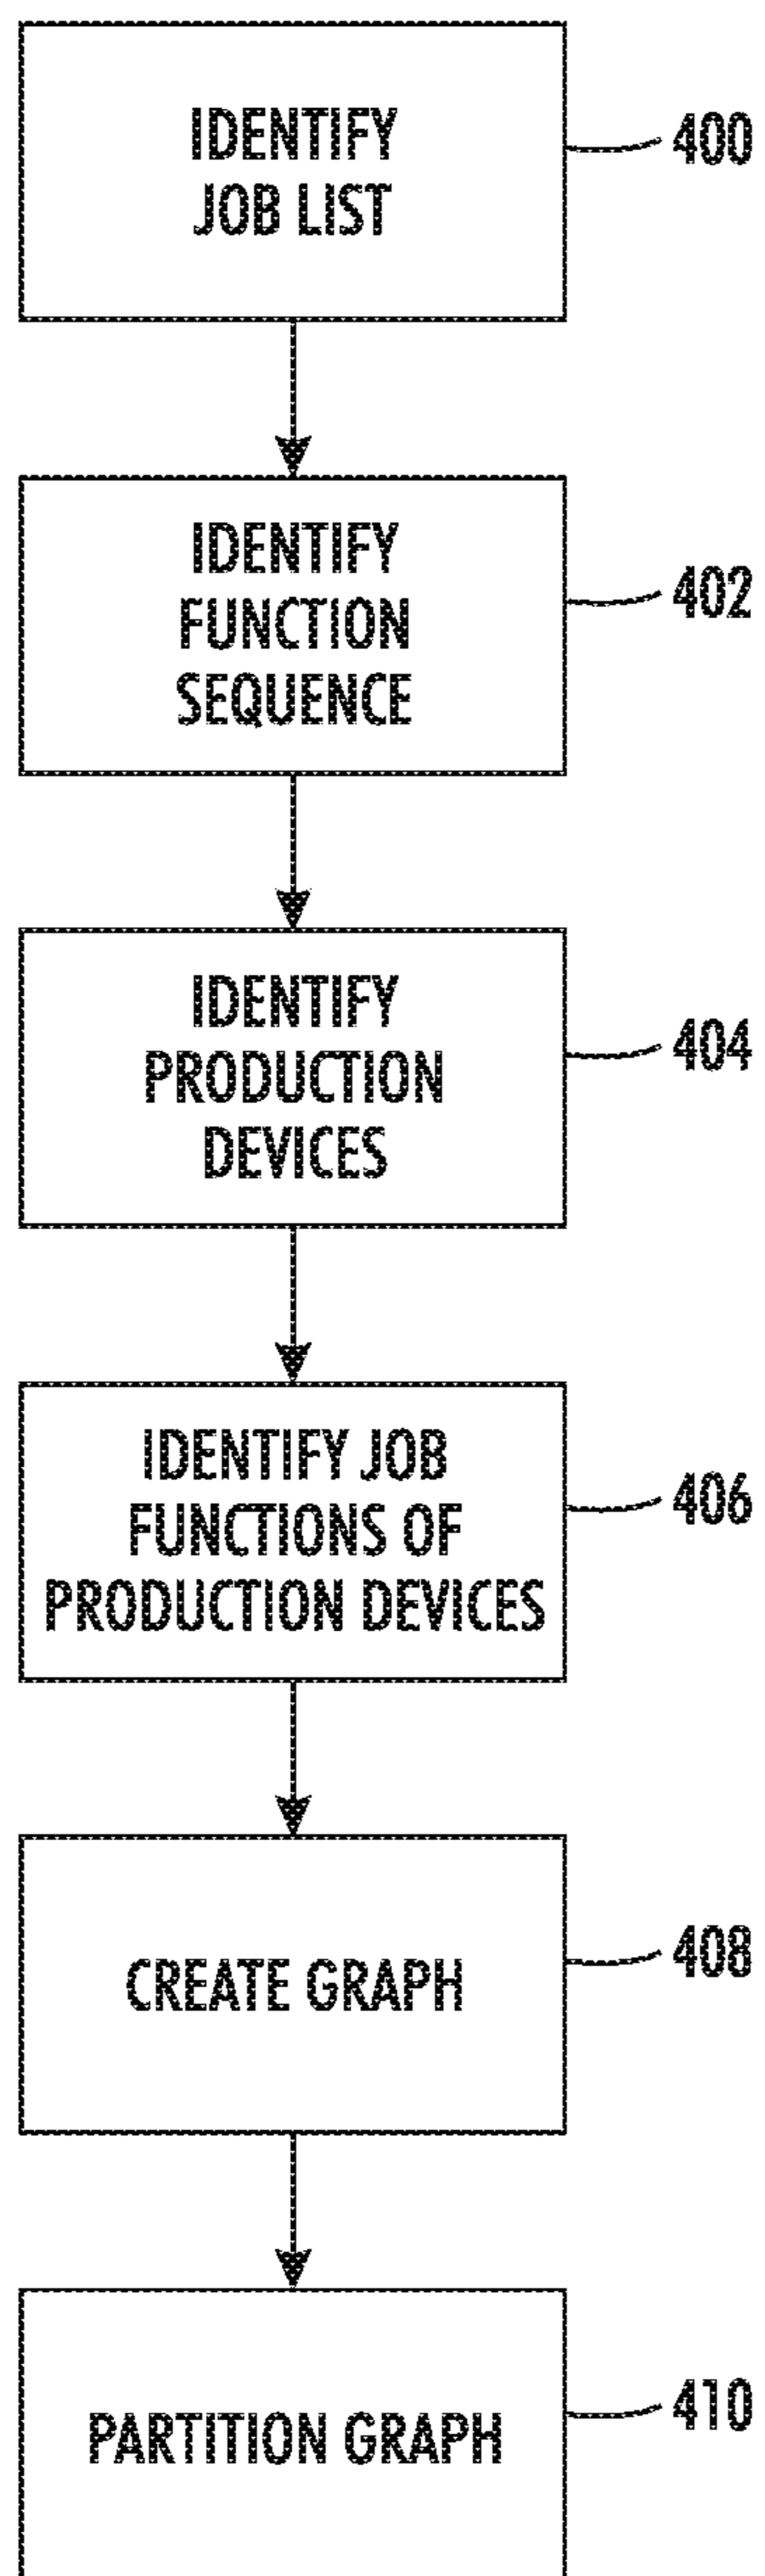 IDENTIFY
JOB LIST
400
IDENTIFY
FUNCTION
SEQUENCE
402
IDENTIFY
PRODUCTION
DEVICES
404
IDENTIFY JOB
FUNCTIONS OF
PRODUCTION DEVICES
406
CREATE GRAPH
408
PARTITION GRAPH
410